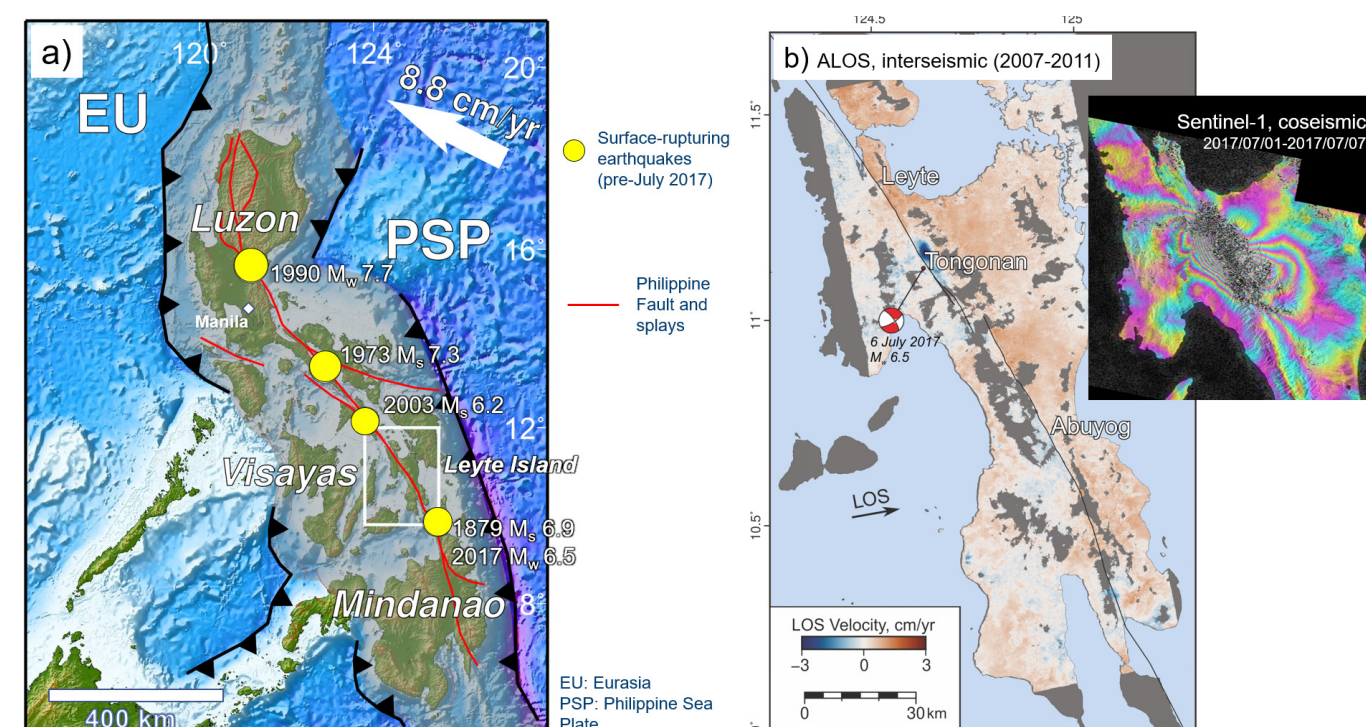 a)
120°
124°
20°
EU
8.8 cm/yr
Surface-rupturing
earthquakes
(pre-July 2017)
Luzon
PSP
16°
1990 Mw 7.7
Philippine
Fault and
splays
Manila
1973 Ms 7.3
2003 Ms 6.2
12°
Visayas
Leyte Island
1879 Ms 6.9
2017 Mw 6.5
Mindanao
8°
EU: Eurasia
PSP: Philippine Sea
Plate
400 km
124.5
125
b) ALOS, interseismic (2007-2011)
11.5°
Sentinel-1, coseismic
2017/07/01-2017/07/07
Leyte
Tongonan
11°
6 July 2017
Mw 6.5
Abuyog
LOS
10.5°
LOS Velocity, cm/yr
−3 0 3
0 30 km